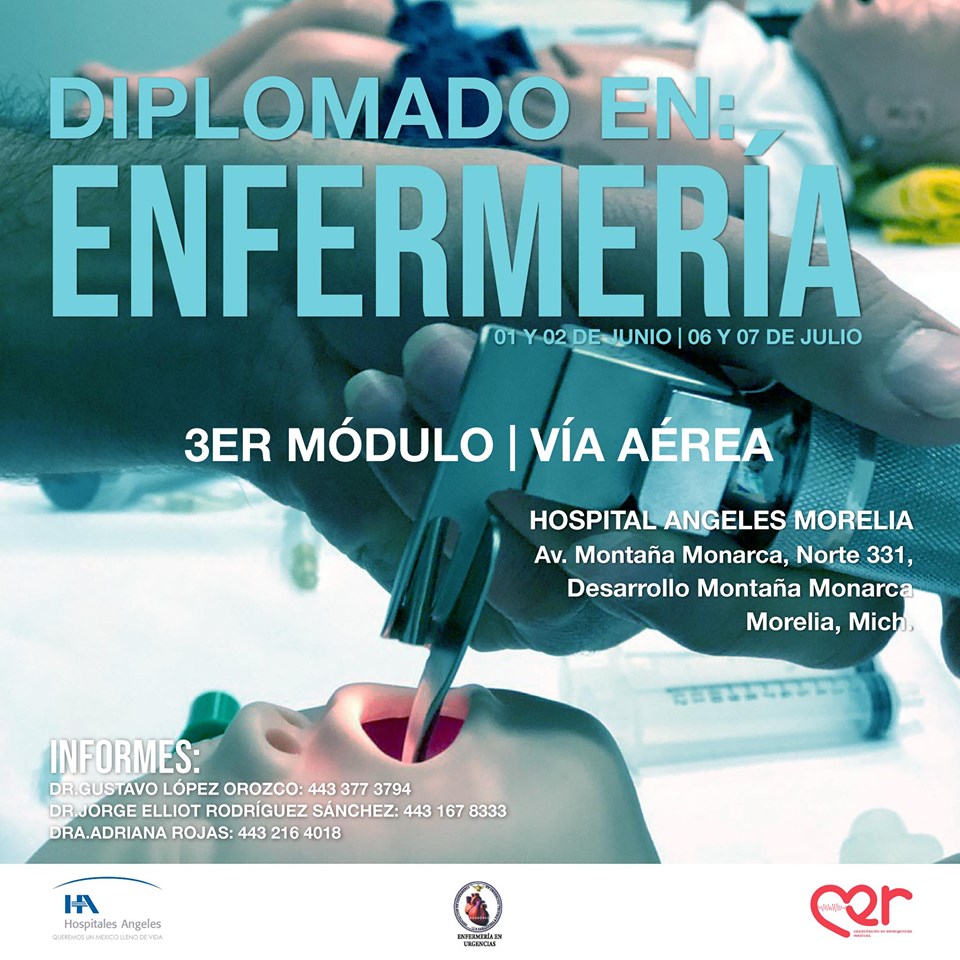 DIPLOMADO EN:
ENFERMERÍA
01 Y 02 DE JUNIO | 06 Y 07 DE JULIO
3ER MÓDULO | VÍA AÉREA
HOSPITAL ANGELES MORELIA
Av. Montaña Monarca, Norte 331,
Desarrollo Montaña Monarca
Morelia, Mich.
INFORMES:
DR.GUSTAVO LÓPEZ OROZCO: 443 377 3794
DR.JORGE ELLIOT RODRÍGUEZ SÁNCHEZ: 443 167 8333
DRA.ADRIANA ROJAS: 443 216 4018
HA
Hospitales Angeles
QUEREMOS UN MÉXICO LLENO DE VIDA
ENFERMERÍA EN
URGENCIAS
cer